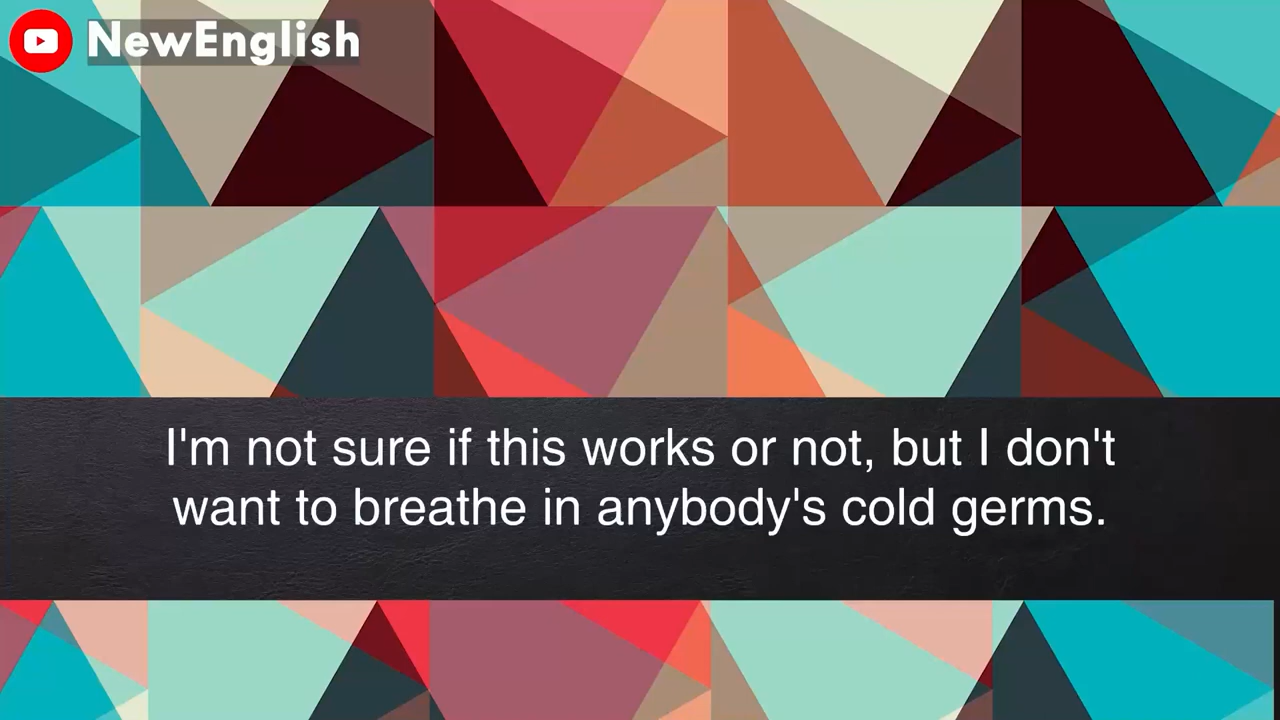 NewEnglish
I'm not sure if this works or not, but I don't
want to breathe in anybody's cold germs.